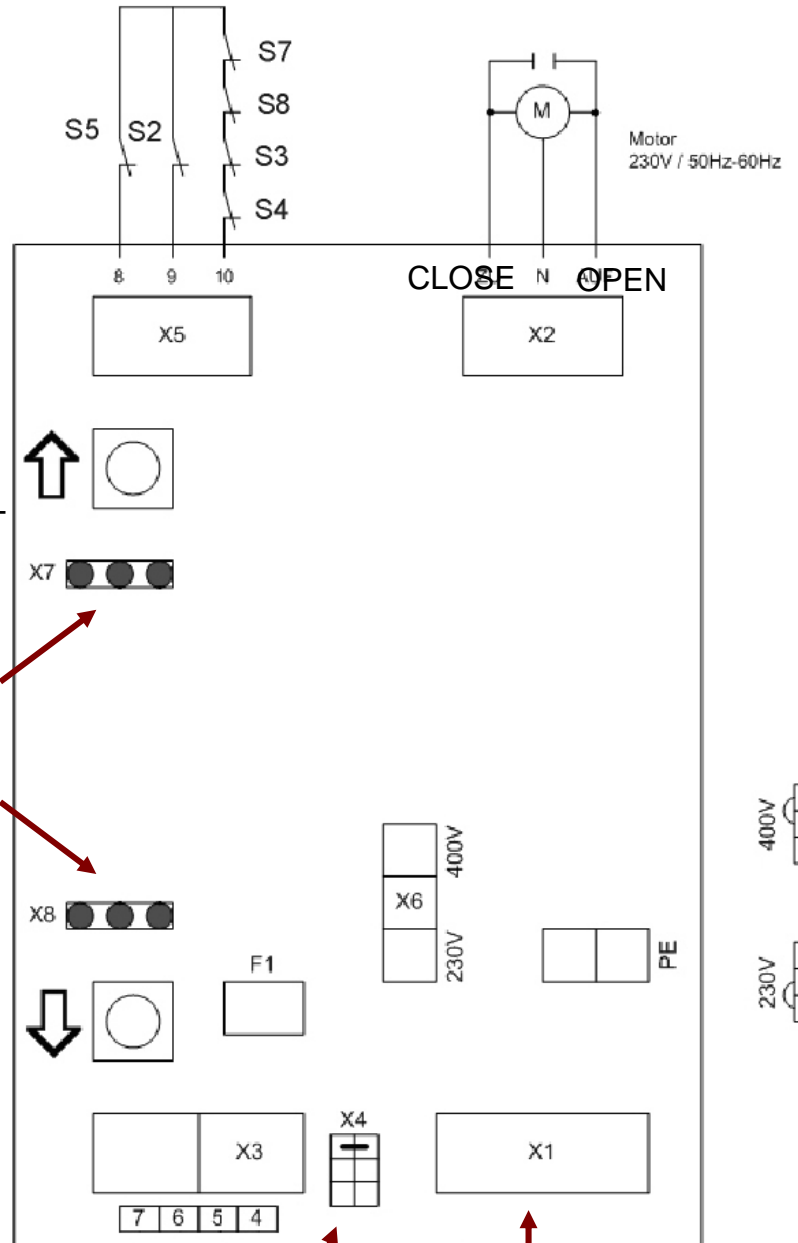 S7
S8
S5 S2
S3
S4
M
Motor
230V / 50Hz-60Hz
8 9 10
CLOSE N OPEN
X5
X2
X7
400V
X6
230V
400V
X8
F1
PE
230V
X4
X3
X1
7 6 5 4